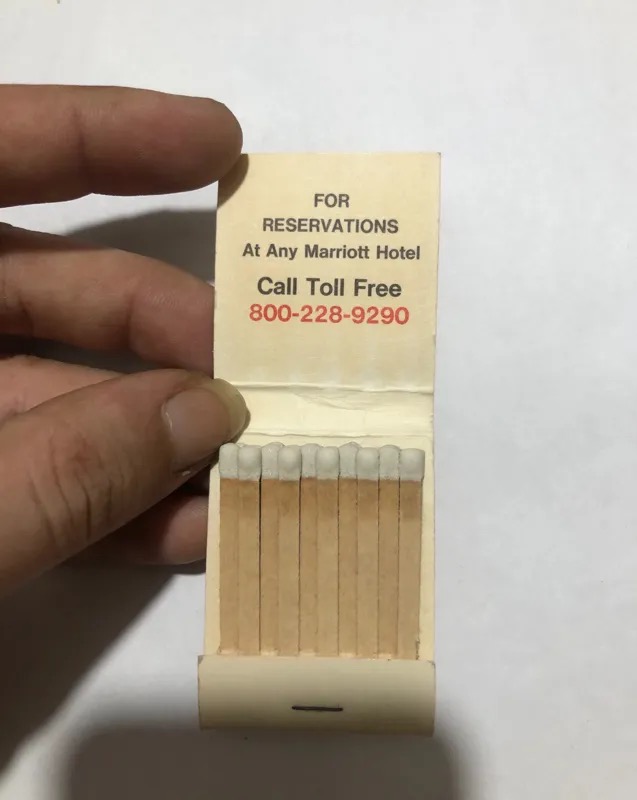 FOR
RESERVATIONS
At Any Marriott Hotel
Call Toll Free
800-228-9290